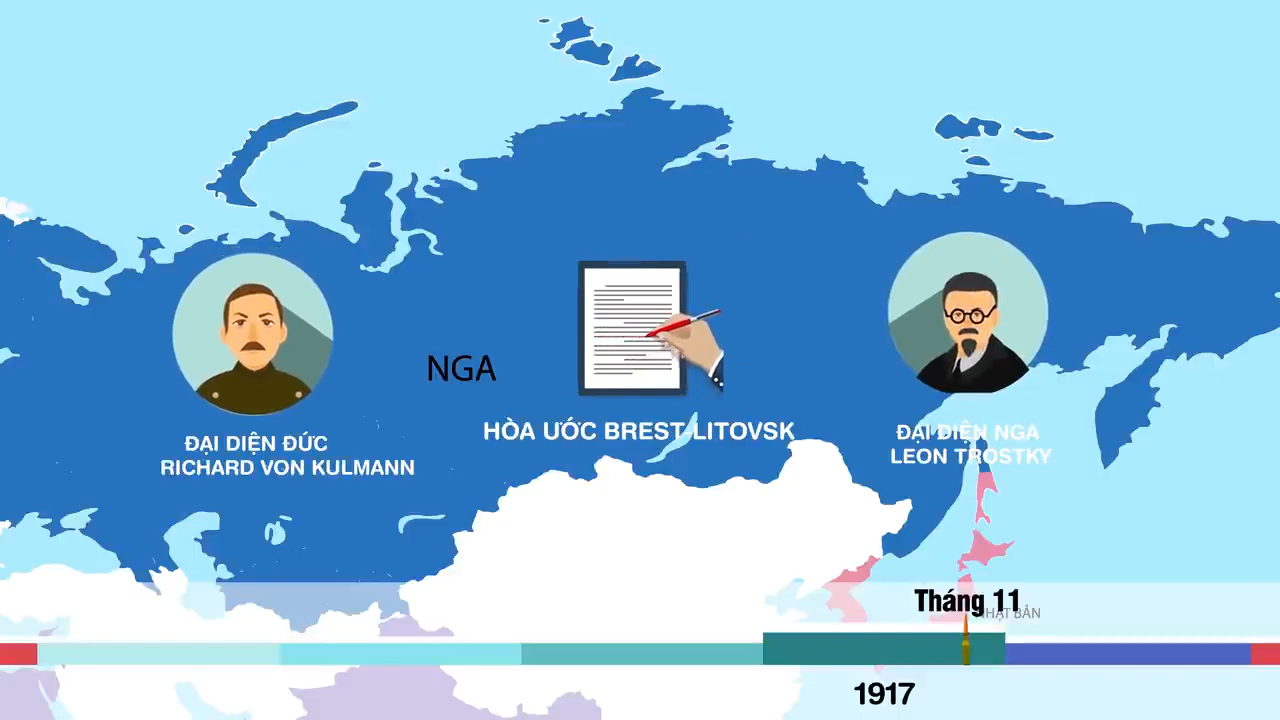 NGA
ĐẠI DIỆN ĐỨC
RICHARD VON KULMANN
HÒA ƯỚC BREST-LITOVSK
ĐẠI DIỆN NGA
LEON TROSTKY
Tháng 11
NHẬT BẢN
1917